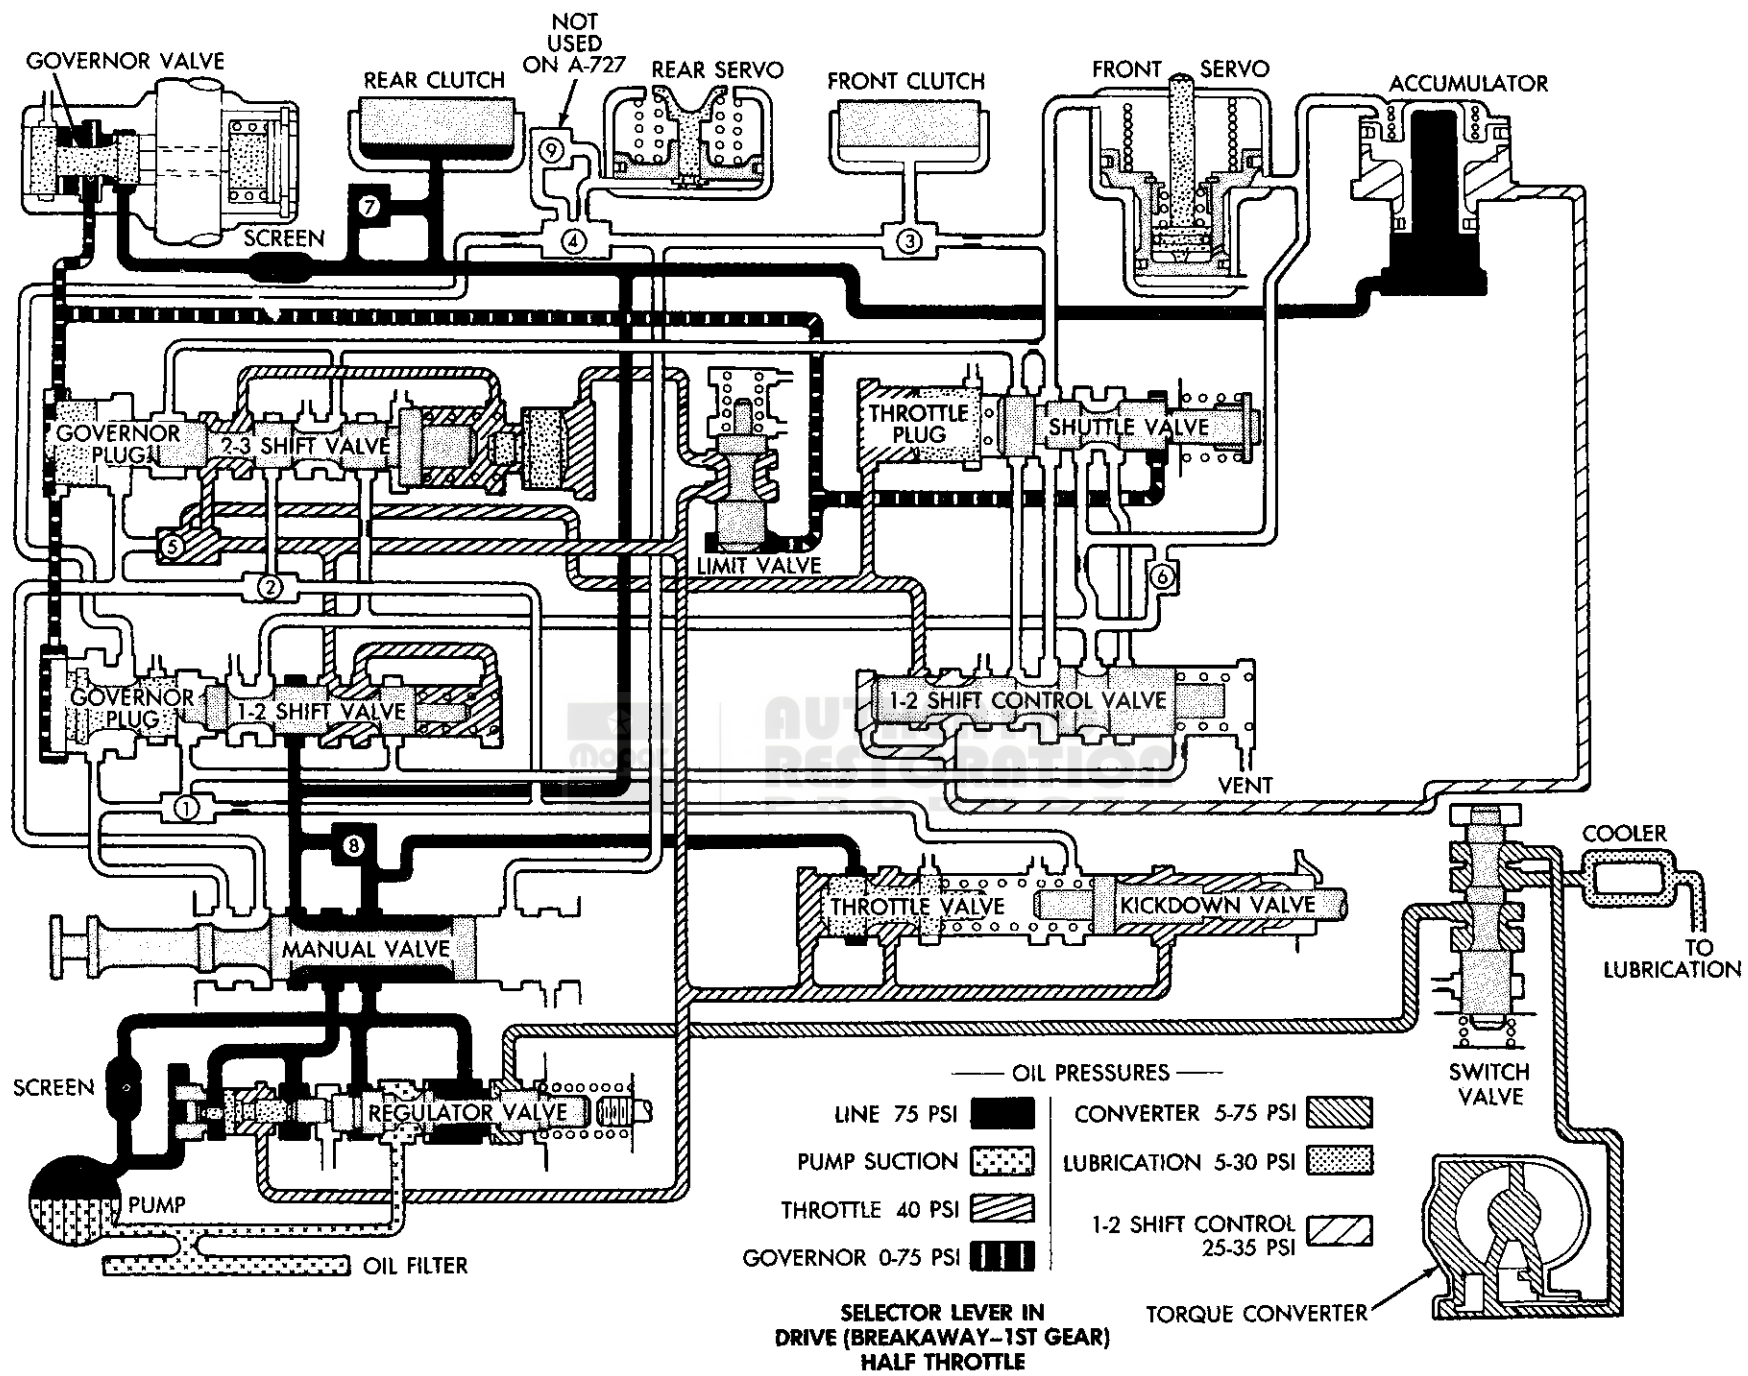 NOT
USED
ON A-727
GOVERNOR VALVE
REAR CLUTCH
REAR SERVO
FRONT CLUTCH
FRONT SERVO
ACCUMULATOR
9
7
SCREEN
4
3
GOVERNOR
PLUG
2-3 SHIFT VALVE
THROTTLE
PLUG
SHUTTLE VALVE
5
LIMIT VALVE
2
6
GOVERNOR
PLUG
1-2 SHIFT VALVE
1-2 SHIFT CONTROL VALVE
Mopar
AUTHENTIC
RESTORATION
PRODUCT
VENT
1
8
COOLER
THROTTLE VALVE
KICKDOWN VALVE
MANUAL VALVE
TO
LUBRICATION
SCREEN
REGULATOR VALVE
SWITCH
VALVE
OIL PRESSURES
LINE 75 PSI
CONVERTER 5-75 PSI
PUMP SUCTION
LUBRICATION 5-30 PSI
THROTTLE 40 PSI
1-2 SHIFT CONTROL
25-35 PSI
GOVERNOR 0-75 PSI
PUMP
OIL FILTER
TORQUE CONVERTER
SELECTOR LEVER IN
DRIVE (BREAKAWAY-1ST GEAR)
HALF THROTTLE